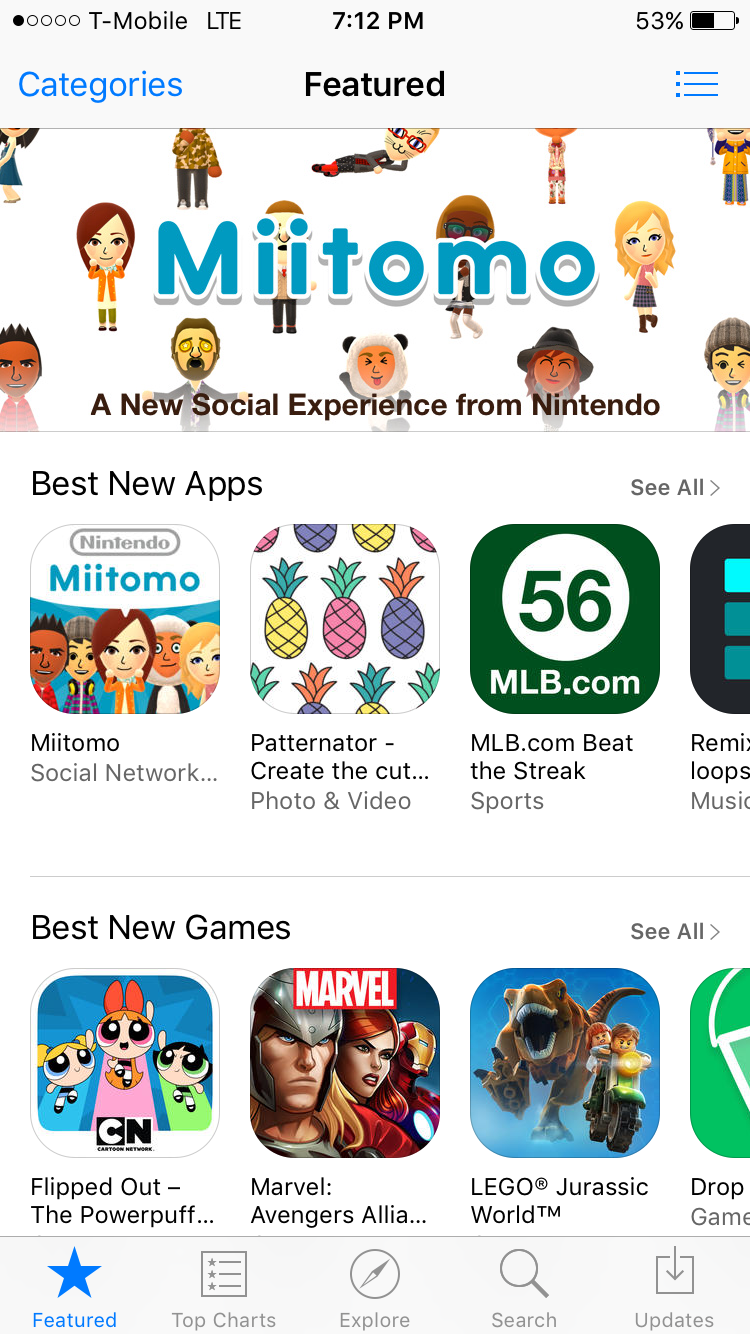 T-Mobile LTE 7:12 PM 53%
Categories Featured
Miitomo
A New Social Experience from Nintendo
Best New Apps See All
Nintendo
Miitomo
56
MLB.com
Miitomo
Social Network...
Patternator -
Create the cut...
Photo & Video
MLB.com Beat
the Streak
Sports
Remix
loops
Music
Best New Games See All
CN
CARTOON NETWORK
MARVEL
Flipped Out –
The Powerpuff...
Marvel:
Avengers Allia...
LEGO® Jurassic
World™
Drop
Game
Featured Top Charts Explore Search Updates